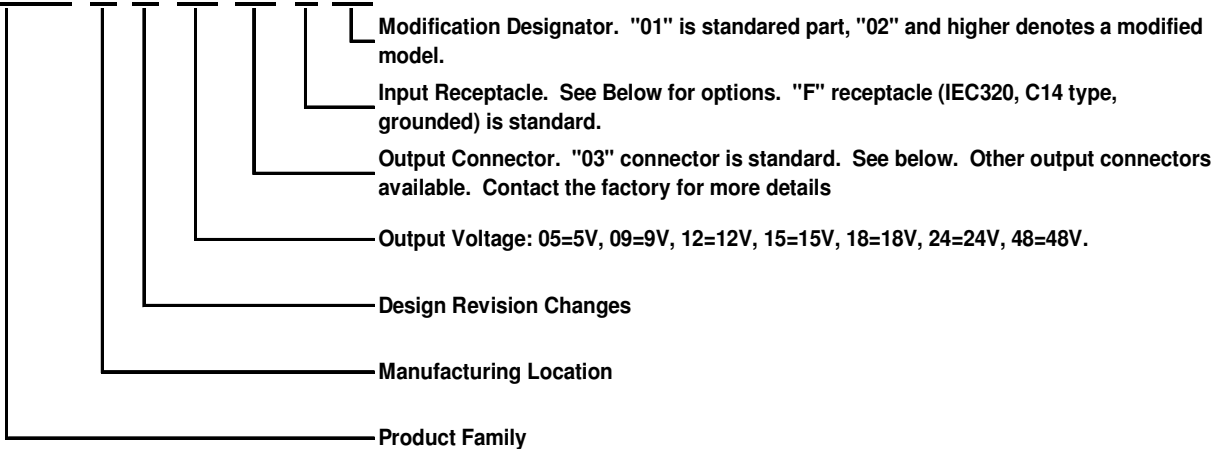 Modification Designator.  "01" is standared part, "02" and higher denotes a modified
model.
Input Receptacle.  See Below for options.  "F" receptacle (IEC320, C14 type,
grounded) is standard.
Output Connector.  "03" connector is standard.  See below.  Other output connectors
available.  Contact the factory for more details
Output Voltage: 05=5V, 09=9V, 12=12V, 15=15V, 18=18V, 24=24V, 48=48V.
Design Revision Changes
Manufacturing Location
Product Family